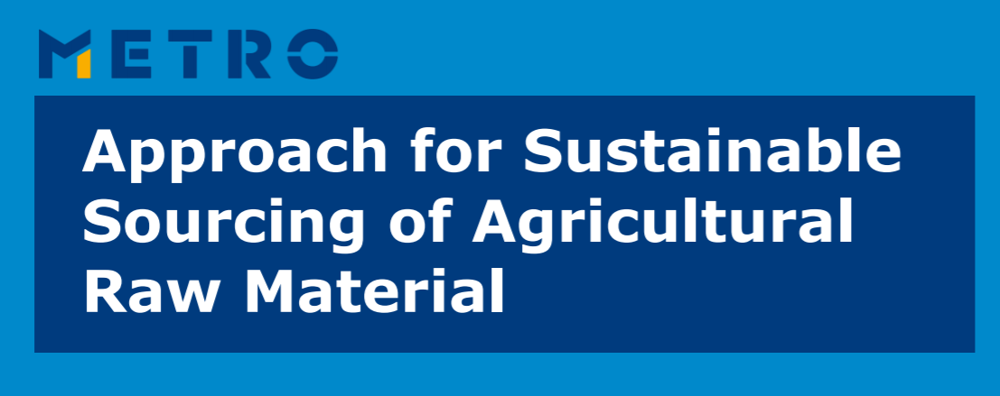 METRO
Approach for Sustainable
Sourcing of Agricultural
Raw Material